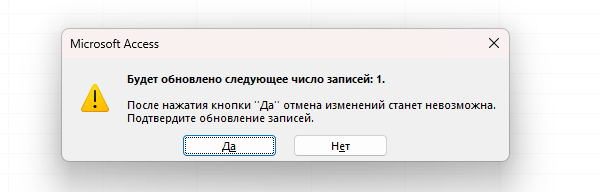 Microsoft Access
Будет обновлено следующее число записей: 1.
После нажатия кнопки "Да" отмена изменений станет невозможна.
Подтвердите обновление записей.
Да
Нет